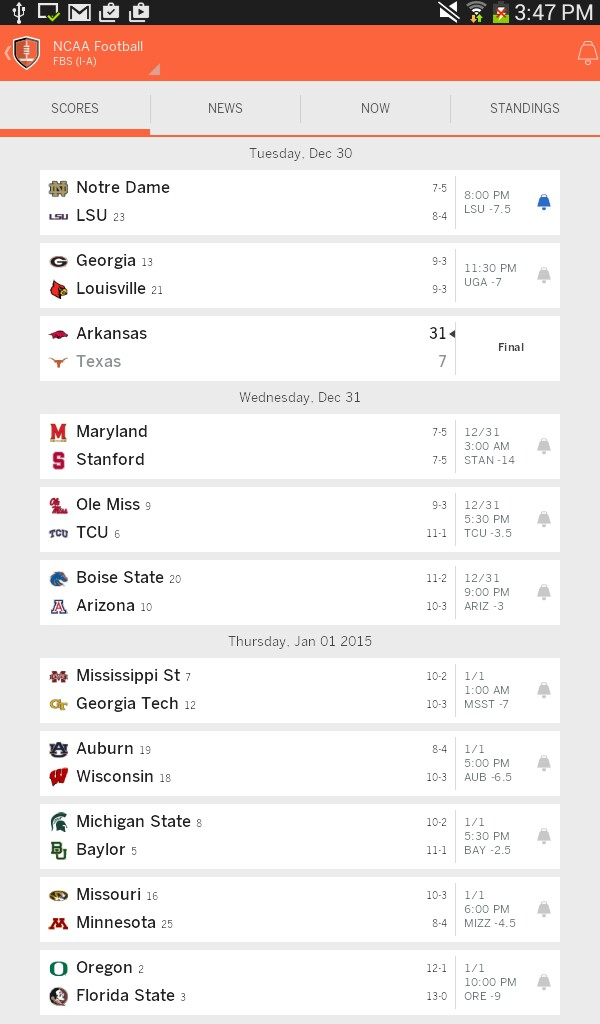 3:47 PM
NCAA Football
FBS (I-A)
SCORES NEWS NOW STANDINGS
Tuesday, Dec 30
Notre Dame 7-5
LSU 23 8-4
8:00 PM
LSU -7.5
Georgia 13 9-3
Louisville 21 9-3
11:30 PM
UGA -7
Arkansas 31
Texas 7
Final
Wednesday, Dec 31
Maryland 7-5
Stanford 7-5
12/31
3:00 AM
STAN -14
Ole Miss 9 9-3
TCU 6 11-1
12/31
5:30 PM
TCU -3.5
Boise State 20 11-2
Arizona 10 10-3
12/31
9:00 PM
ARIZ -3
Thursday, Jan 01 2015
Mississippi St 7 10-2
Georgia Tech 12 10-3
1/1
1:00 AM
MSST -7
Auburn 19 8-4
Wisconsin 18 10-3
1/1
5:00 PM
AUB -6.5
Michigan State 8 10-2
Baylor 5 11-1
1/1
5:30 PM
BAY -2.5
Missouri 16 10-3
Minnesota 25 8-4
1/1
6:00 PM
MIZZ -4.5
Oregon 2 12-1
Florida State 3 13-0
1/1
10:00 PM
ORE -9